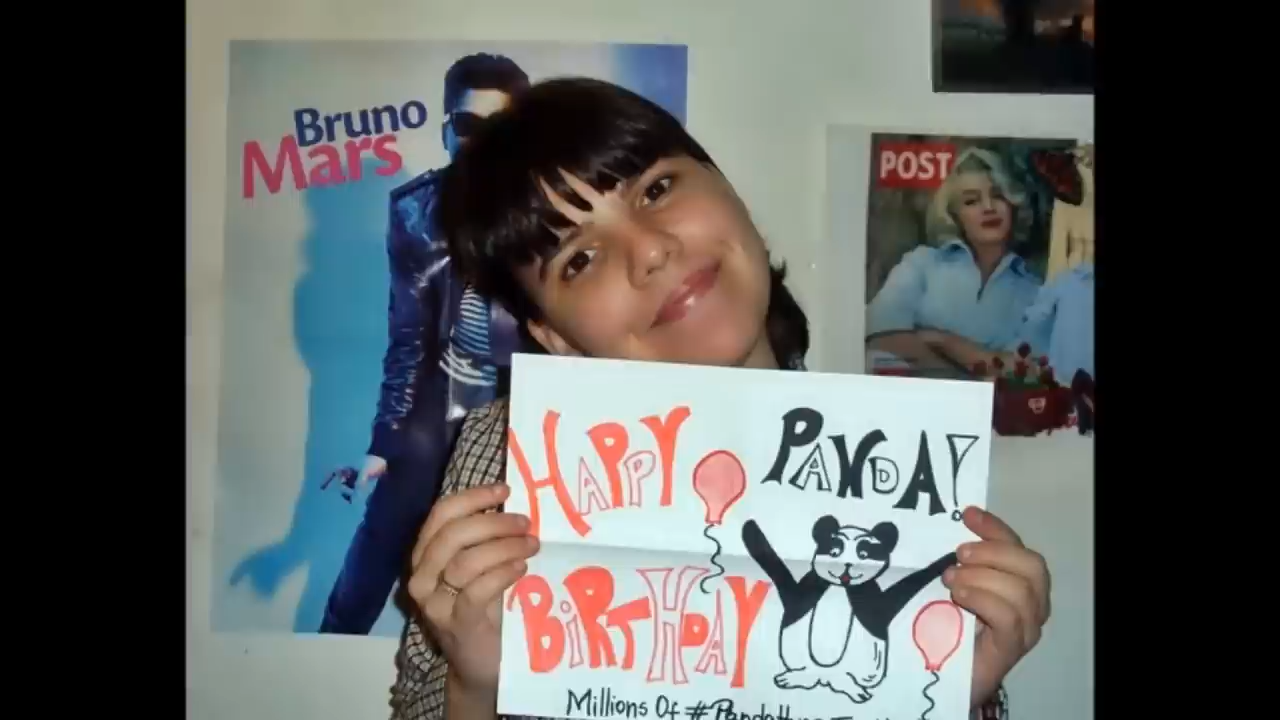 Bruno
Mars
POST
HAPPY PANDA!
BiRTHDAY
Millions Of